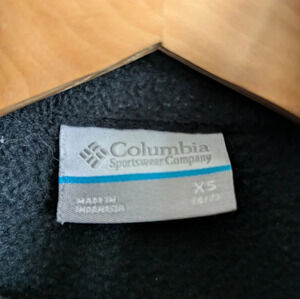 Columbia
Sportswear Company
XS
MADE IN
INDONESIA